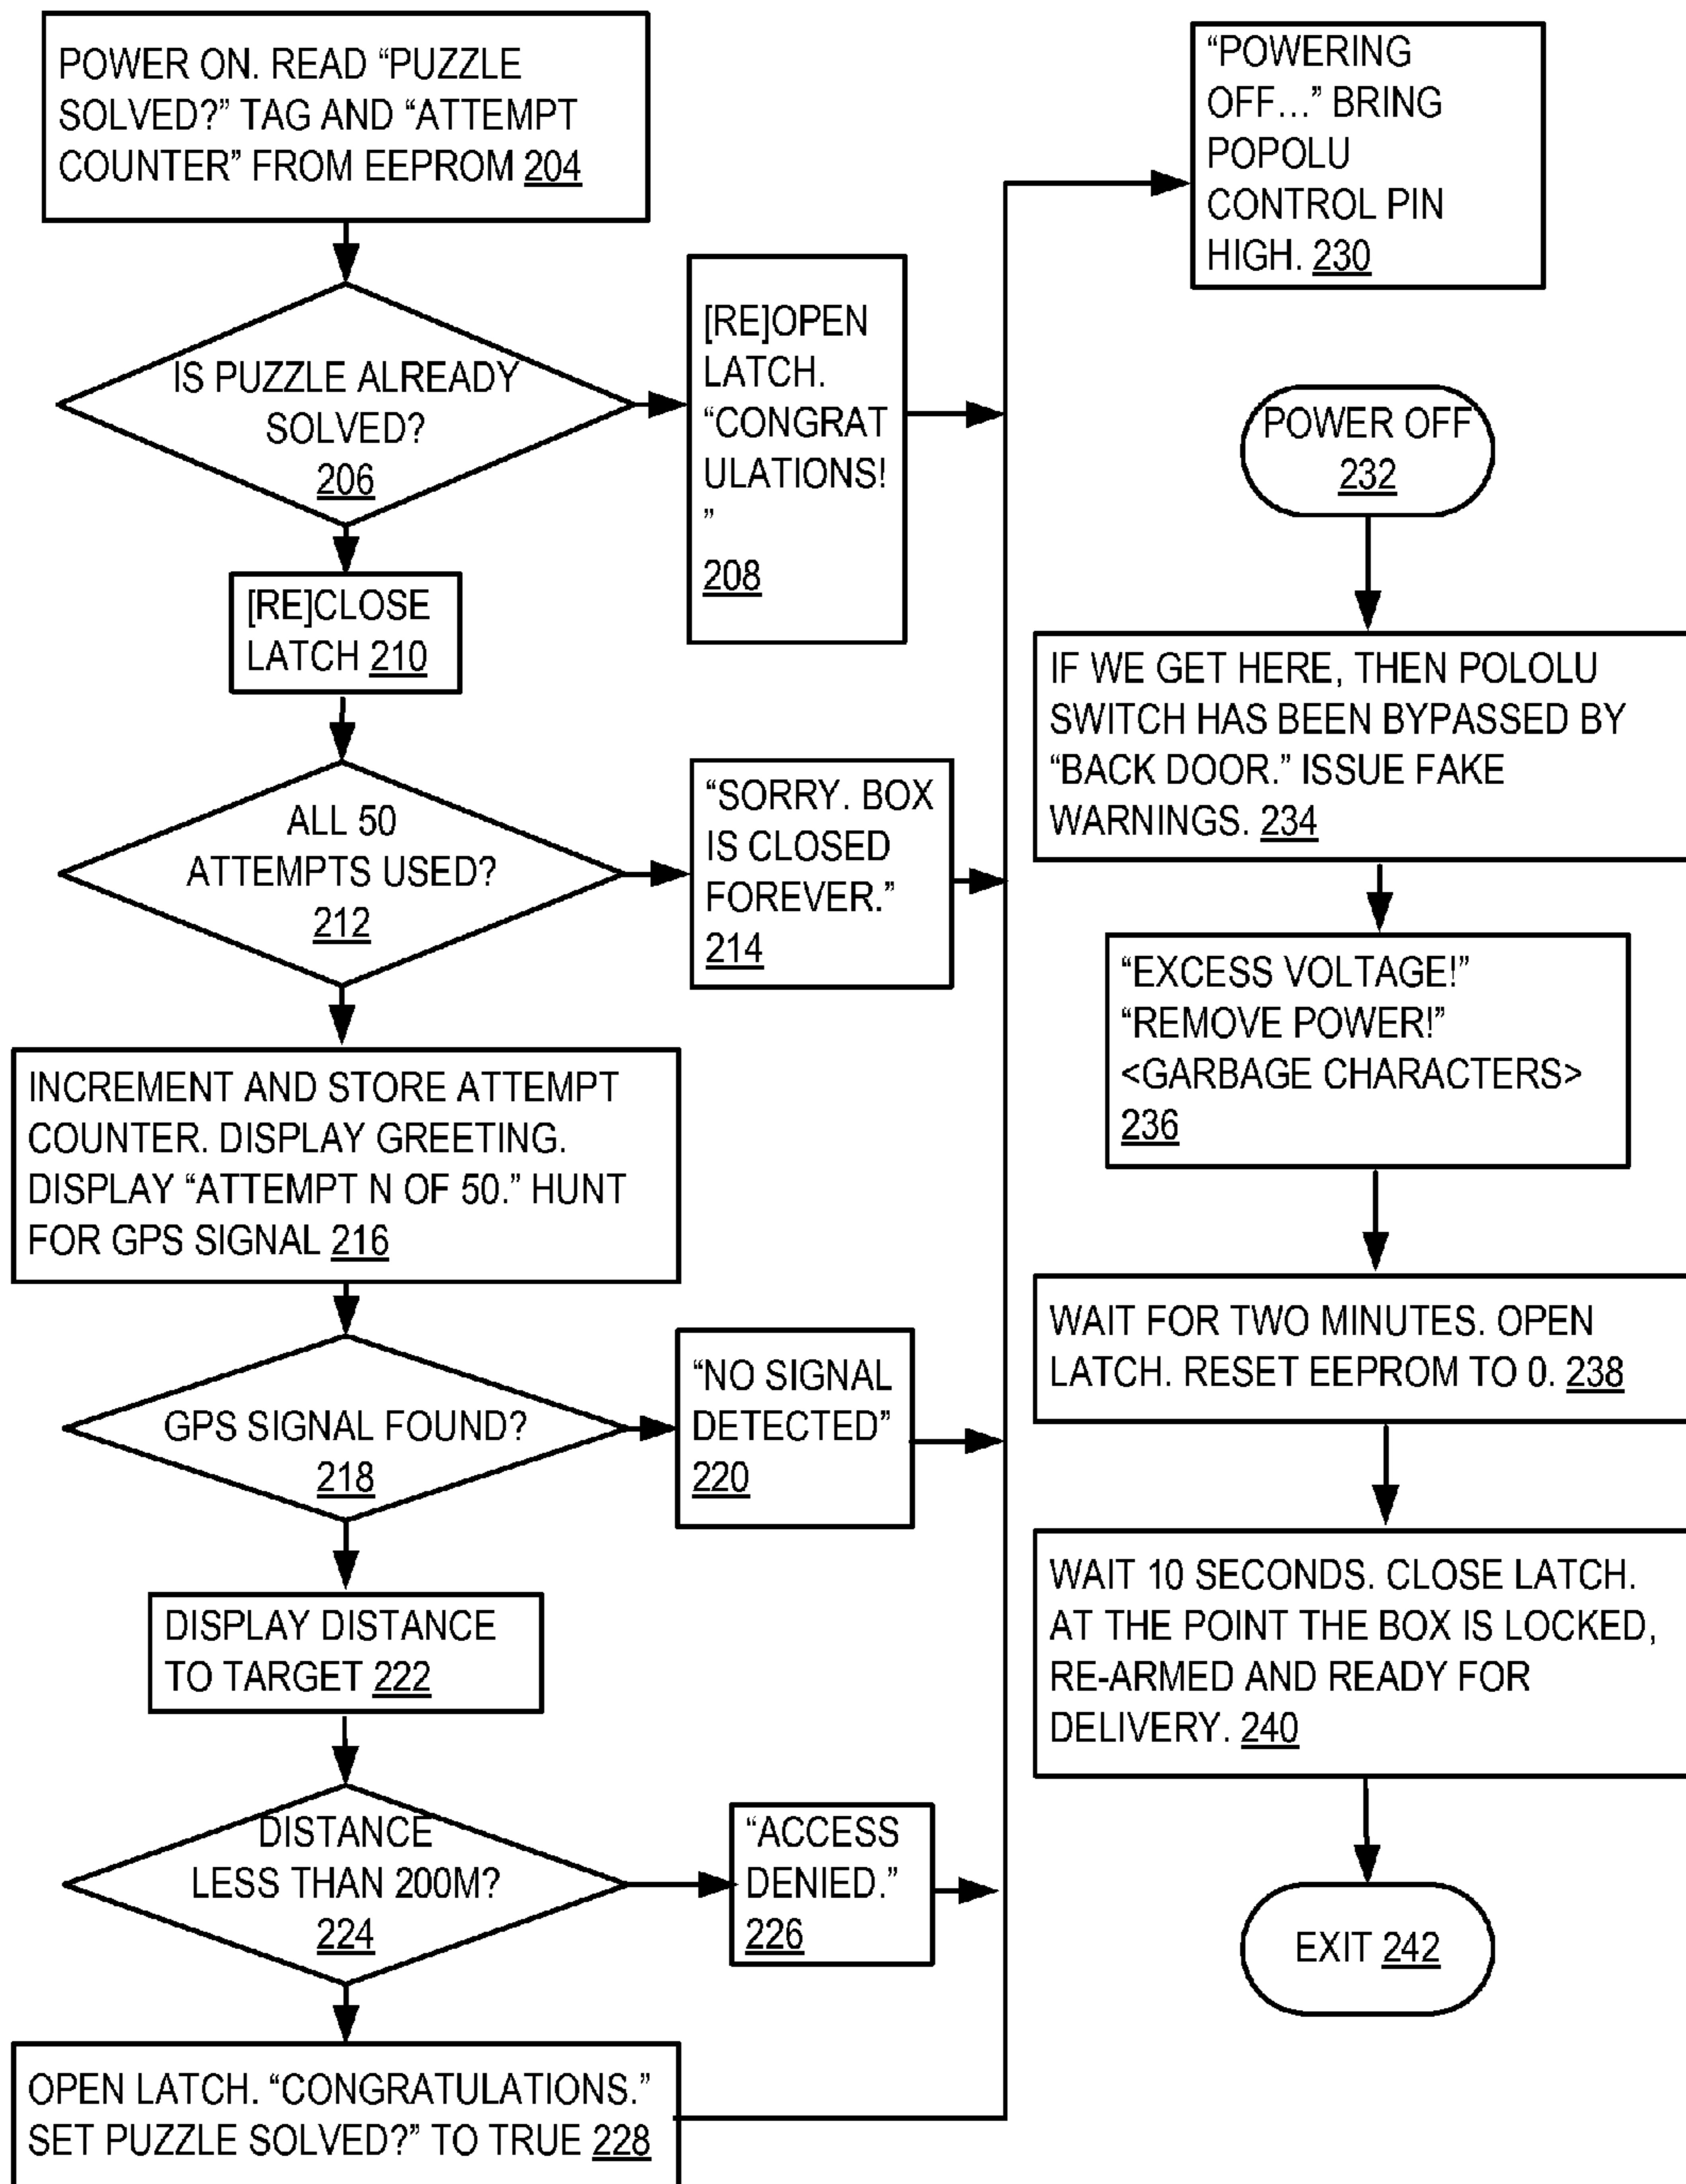 POWER ON. READ “PUZZLE
SOLVED?” TAG AND “ATTEMPT
COUNTER” FROM EEPROM 204
IS PUZZLE ALREADY
SOLVED?
206
[RE]OPEN
LATCH.
“CONGRAT
ULATIONS!
”
208
[RE]CLOSE
LATCH 210
ALL 50
ATTEMPTS USED?
212
“SORRY. BOX
IS CLOSED
FOREVER.”
214
INCREMENT AND STORE ATTEMPT
COUNTER. DISPLAY GREETING.
DISPLAY “ATTEMPT N OF 50.” HUNT
FOR GPS SIGNAL 216
GPS SIGNAL FOUND?
218
“NO SIGNAL
DETECTED”
220
DISPLAY DISTANCE
TO TARGET 222
DISTANCE
LESS THAN 200M?
224
“ACCESS
DENIED.”
226
OPEN LATCH. “CONGRATULATIONS.”
SET PUZZLE SOLVED?” TO TRUE 228
“POWERING
OFF...” BRING
POPOLU
CONTROL PIN
HIGH. 230
POWER OFF
232
IF WE GET HERE, THEN POLOLU
SWITCH HAS BEEN BYPASSED BY
“BACK DOOR.” ISSUE FAKE
WARNINGS. 234
“EXCESS VOLTAGE!”
“REMOVE POWER!”
<GARBAGE CHARACTERS>
236
WAIT FOR TWO MINUTES. OPEN
LATCH. RESET EEPROM TO 0. 238
WAIT 10 SECONDS. CLOSE LATCH.
AT THE POINT THE BOX IS LOCKED,
RE-ARMED AND READY FOR
DELIVERY. 240
EXIT 242